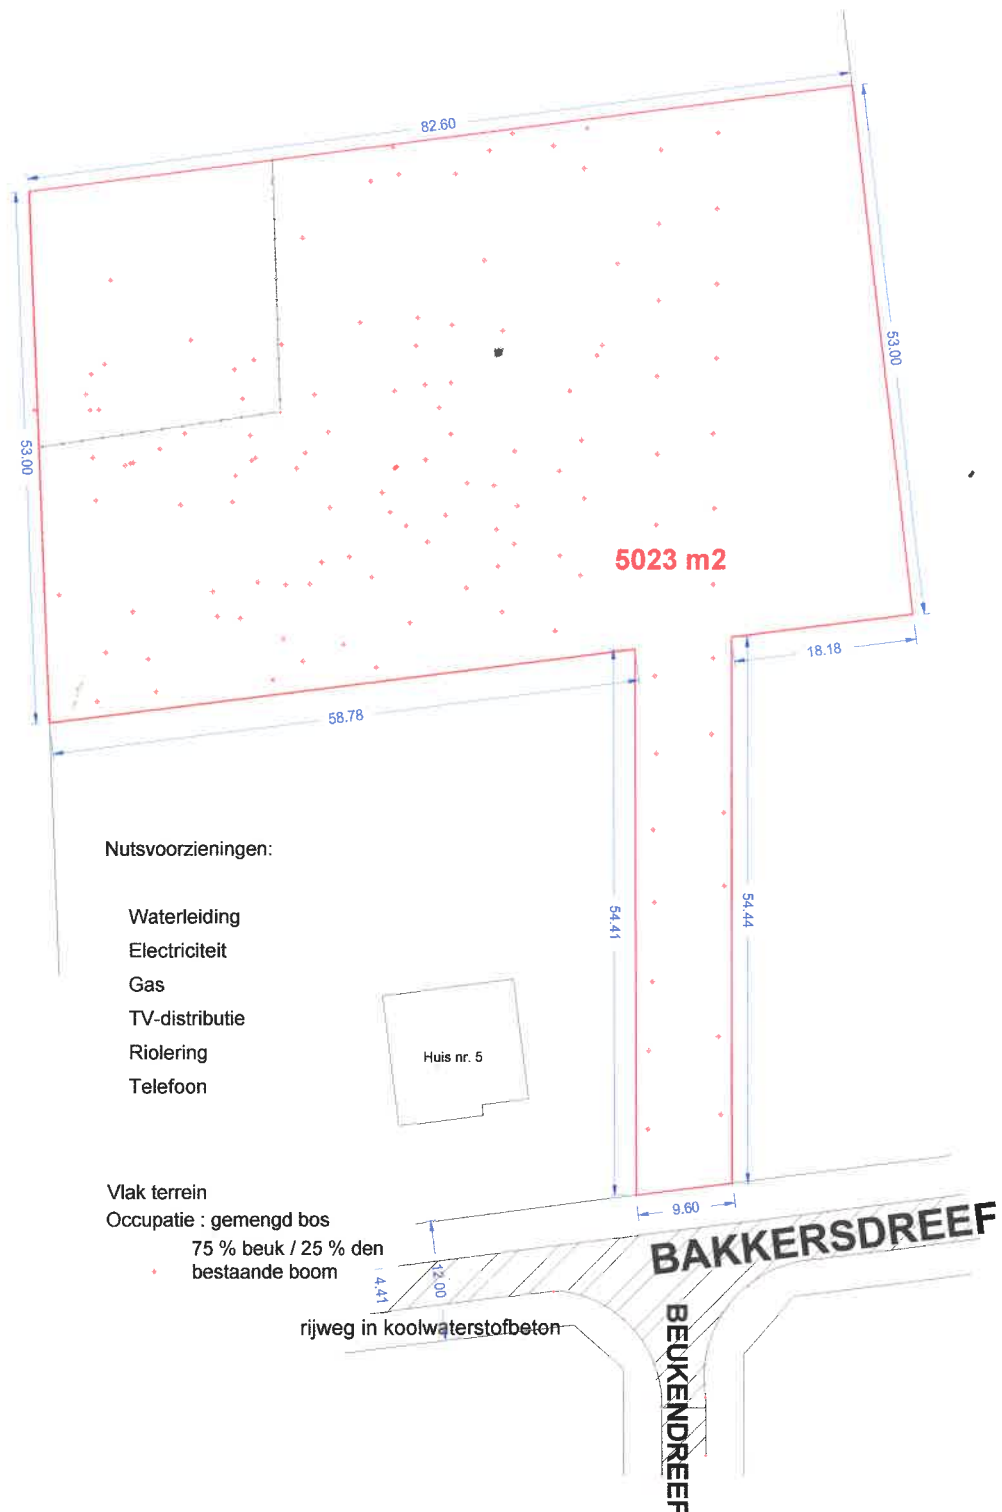 82.60
53.00
53.00
5023 m2
18.18
58.78
Nutsvoorzieningen:
Waterleiding
Electriciteit
Gas
TV-distributie
Riolering
Telefoon
54.41
54.44
Huis nr. 5
Vlak terrein
Occupatie : gemengd bos
75 % beuk / 25 % den
bestaande boom
9.60
BAKKERSDREEF
4.41
12.00
rijweg in koolwaterstofbeton
BEUKENDREEF